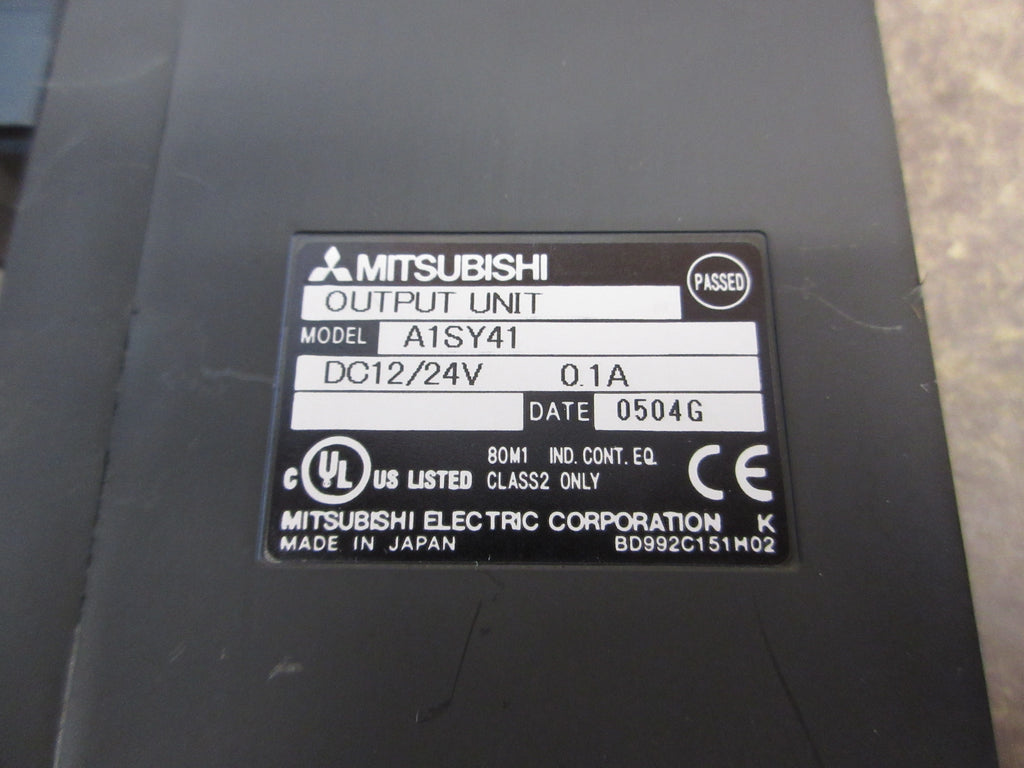 MITSUBISHI
PASSED
OUTPUT UNIT
MODEL A1SY41
DC12/24V 0.1A
DATE 0504G
C UL US LISTED
80M1 IND. CONT. EQ.
CLASS2 ONLY
CE
MITSUBISHI ELECTRIC CORPORATION K
MADE IN JAPAN BD992C151H02